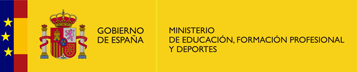 GOBIERNO
DE ESPAÑA
MINISTERIO
DE EDUCACIÓN, FORMACIÓN PROFESIONAL
Y DEPORTES